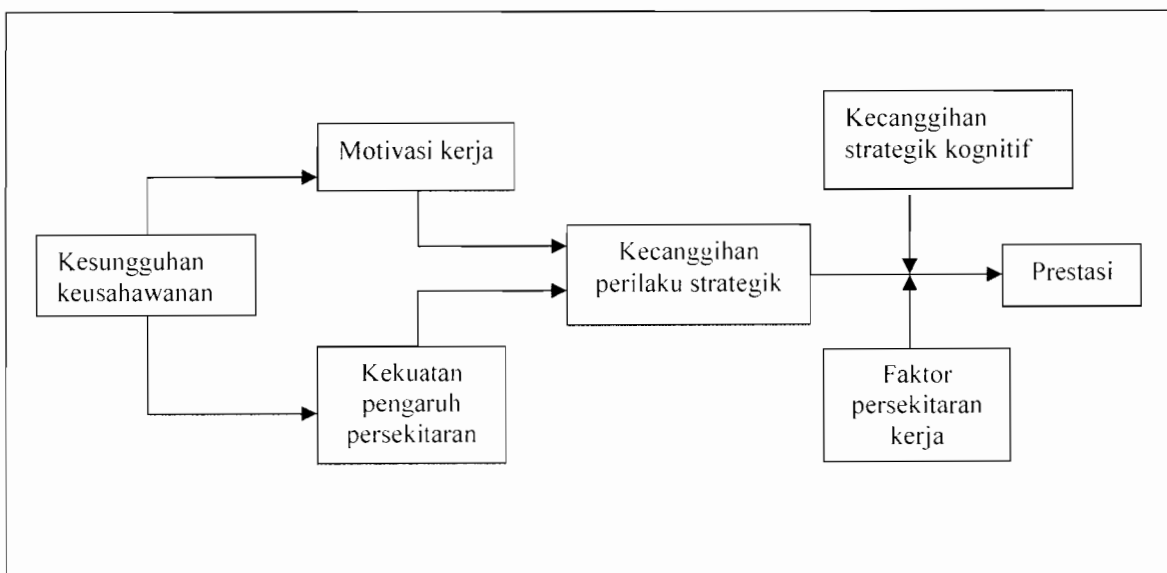 Kesungguhan
keusahawanan
Motivasi kerja
Kekuatan
pengaruh
persekitaran
Kecanggihan
perilaku strategik
Kecanggihan
strategik kognitif
Faktor
persekitaran
kerja
Prestasi